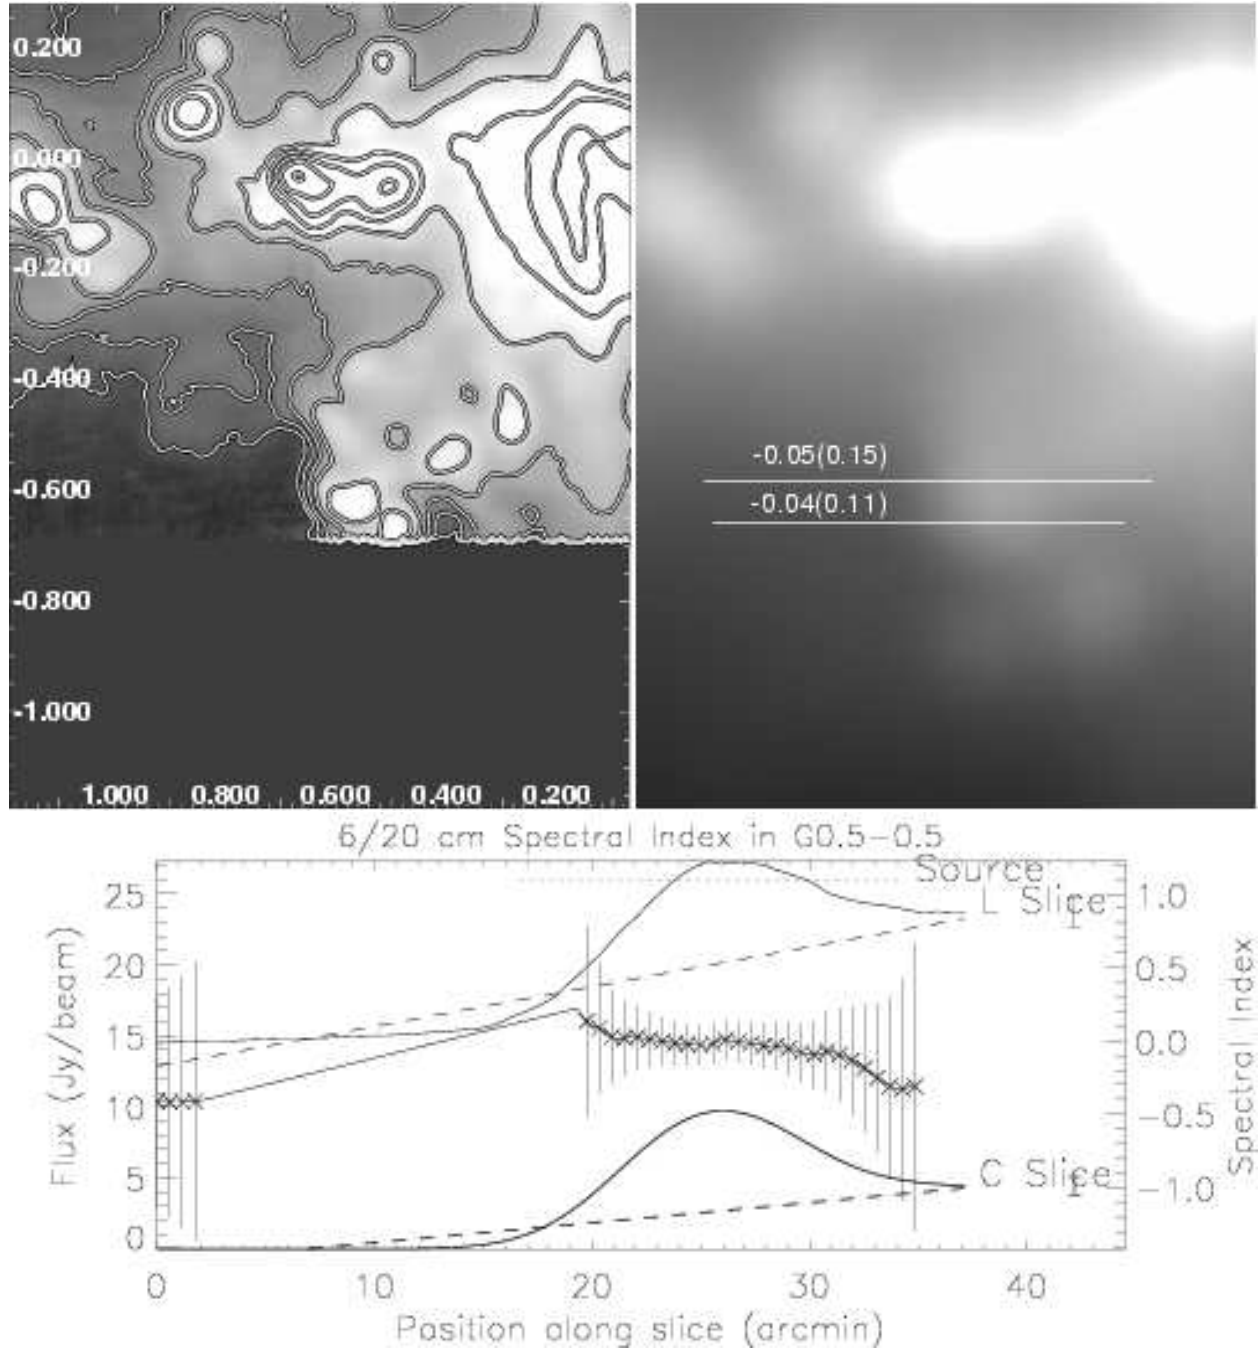 0.200
0.000
-0.200
-0.400
-0.600
-0.800
-1.000
1.000 0.800 0.600 0.400 0.200
-0.05(0.15)
-0.04(0.11)
6/20 cm Spectral Index in G0.5-0.5
Source
L Slice
C Slice
25
20
15
10
5
0
Flux (Jy/beam)
1.0
0.5
0.0
-0.5
-1.0
Spectral Index
0 10 20 30 40
Position along slice (arcmin)